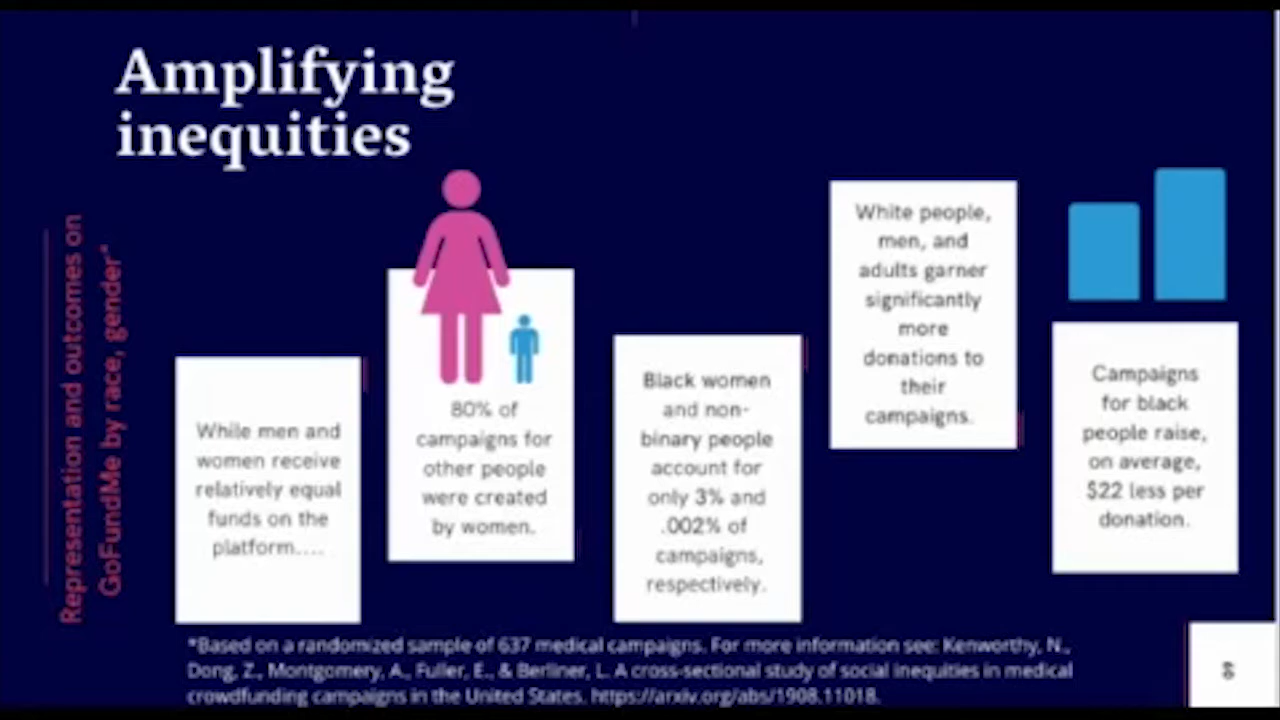 Amplifying
inequities
Representation and outcomes on
GoFundMe by race, gender*
While men and
women receive
relatively equal
funds on the
platform....
80% of
campaigns for
other people
were created
by women.
Black women
and non-
binary people
account for
only 3% and
.002% of
campaigns,
respectively.
White people,
men, and
adults garner
significantly
more
donations to
their
campaigns.
Campaigns
for black
people raise,
on average,
$22 less per
donation.
*Based on a randomized sample of 637 medical campaigns. For more information see: Kenworthy, N.,
Dong, Z., Montgomery, A., Fuller, E., & Berliner, L. A cross-sectional study of social inequities in medical
crowdfunding campaigns in the United States. https://arxiv.org/abs/1908.11018.